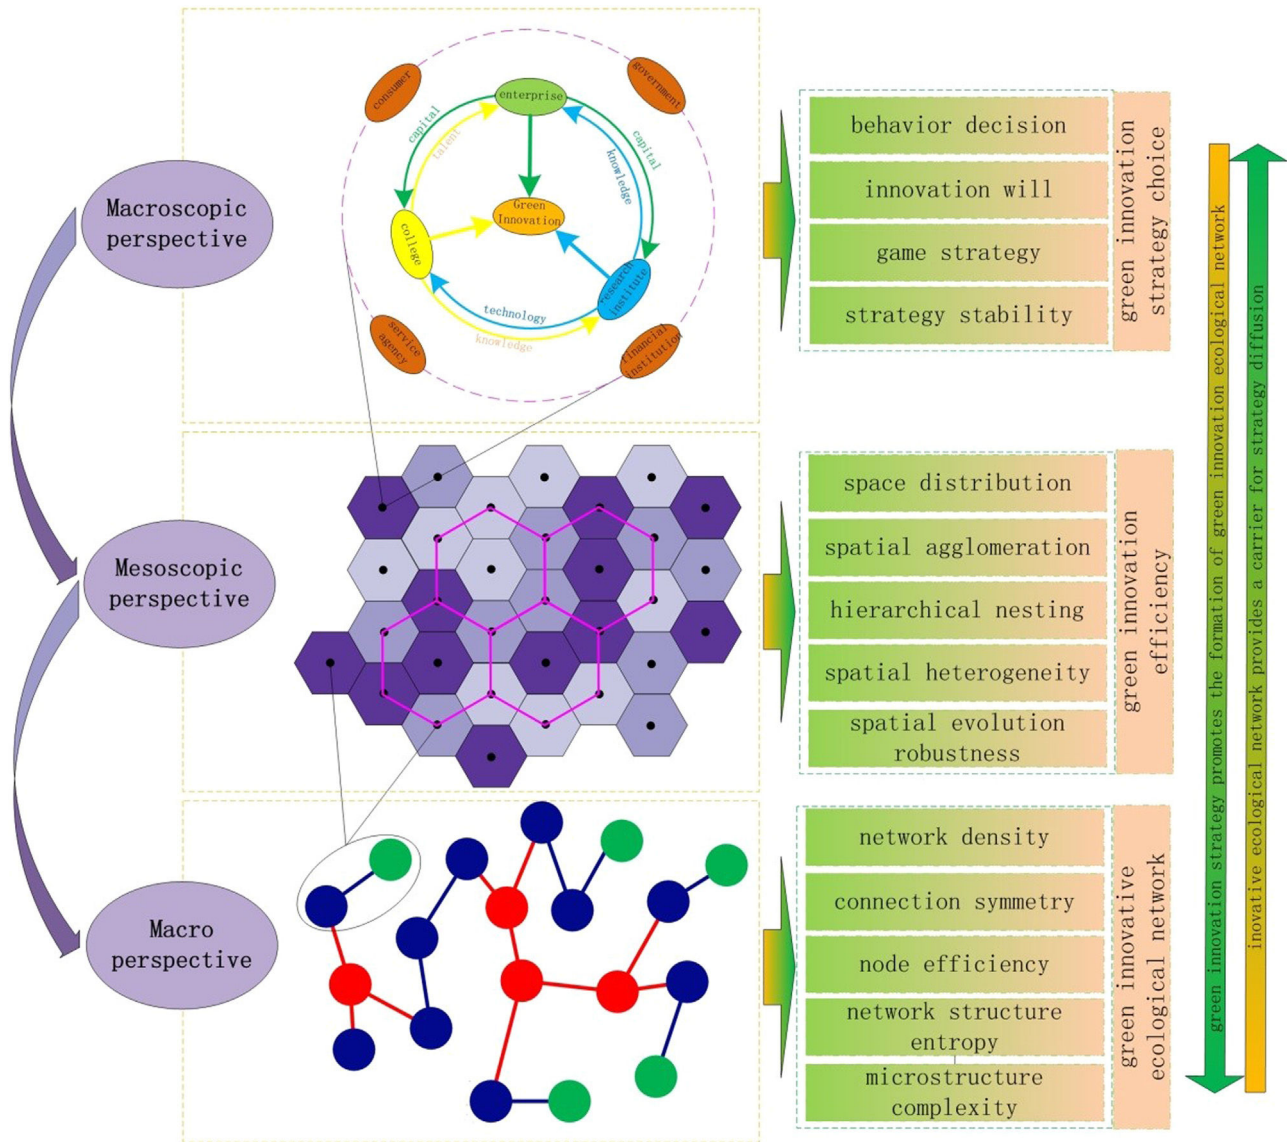 consumer
government
enterprise
capital
talent
capital
knowledge
Green
Innovation
college
research
institute
technology
knowledge
service
agency
Financial
institution
Macroscopic
perspective
behavior decision
innovation will
game strategy
strategy stability
green innovation
strategy choice
Mesoscopic
perspective
space distribution
spatial agglomeration
hierarchical nesting
spatial heterogeneity
spatial evolution
robustness
green innovation
efficiency
Macro
perspective
network density
connection symmetry
node efficiency
network structure
entropy
microstructure
complexity
green innovative
ecological network
green innovation strategy promotes the formation of green innovation ecological network
inovative ecological network provides a carrier for strategy diffusion